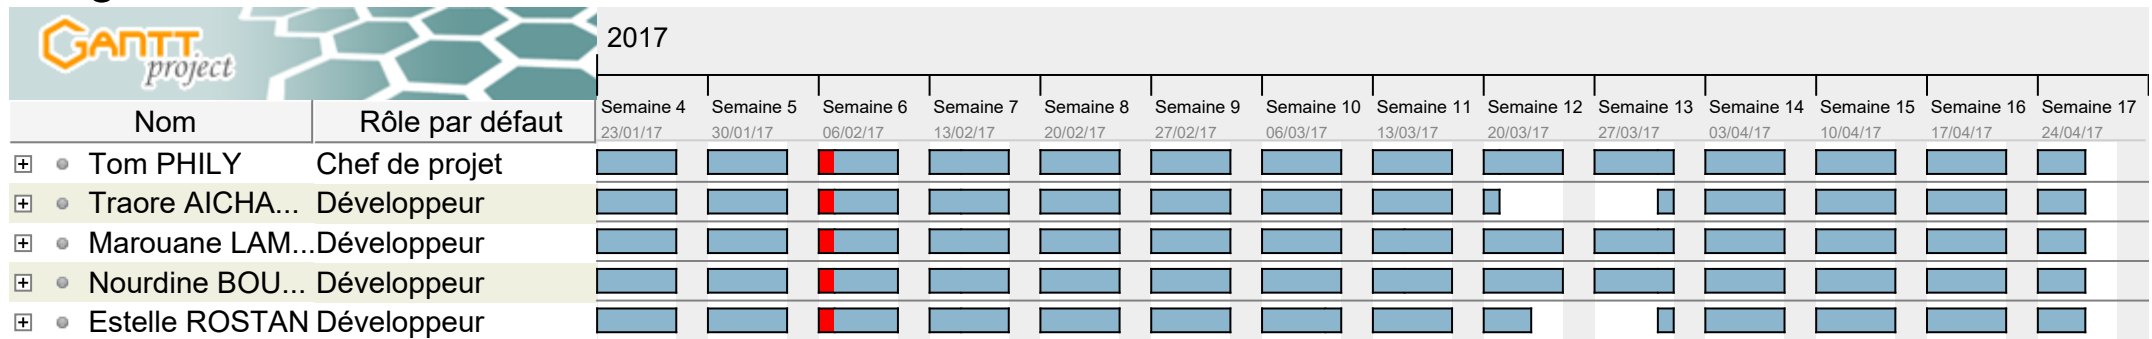 GANTT
project
2017
Nom Rôle par défaut
Semaine 4 Semaine 5 Semaine 6 Semaine 7 Semaine 8 Semaine 9 Semaine 10 Semaine 11 Semaine 12 Semaine 13 Semaine 14 Semaine 15 Semaine 16 Semaine 17
23/01/17 30/01/17 06/02/17 13/02/17 20/02/17 27/02/17 06/03/17 13/03/17 20/03/17 27/03/17 03/04/17 10/04/17 17/04/17 24/04/17
Tom PHILY Chef de projet
Traore AICHA... Développeur
Marouane LAM... Développeur
Nourdine BOU... Développeur
Estelle ROSTAN Développeur